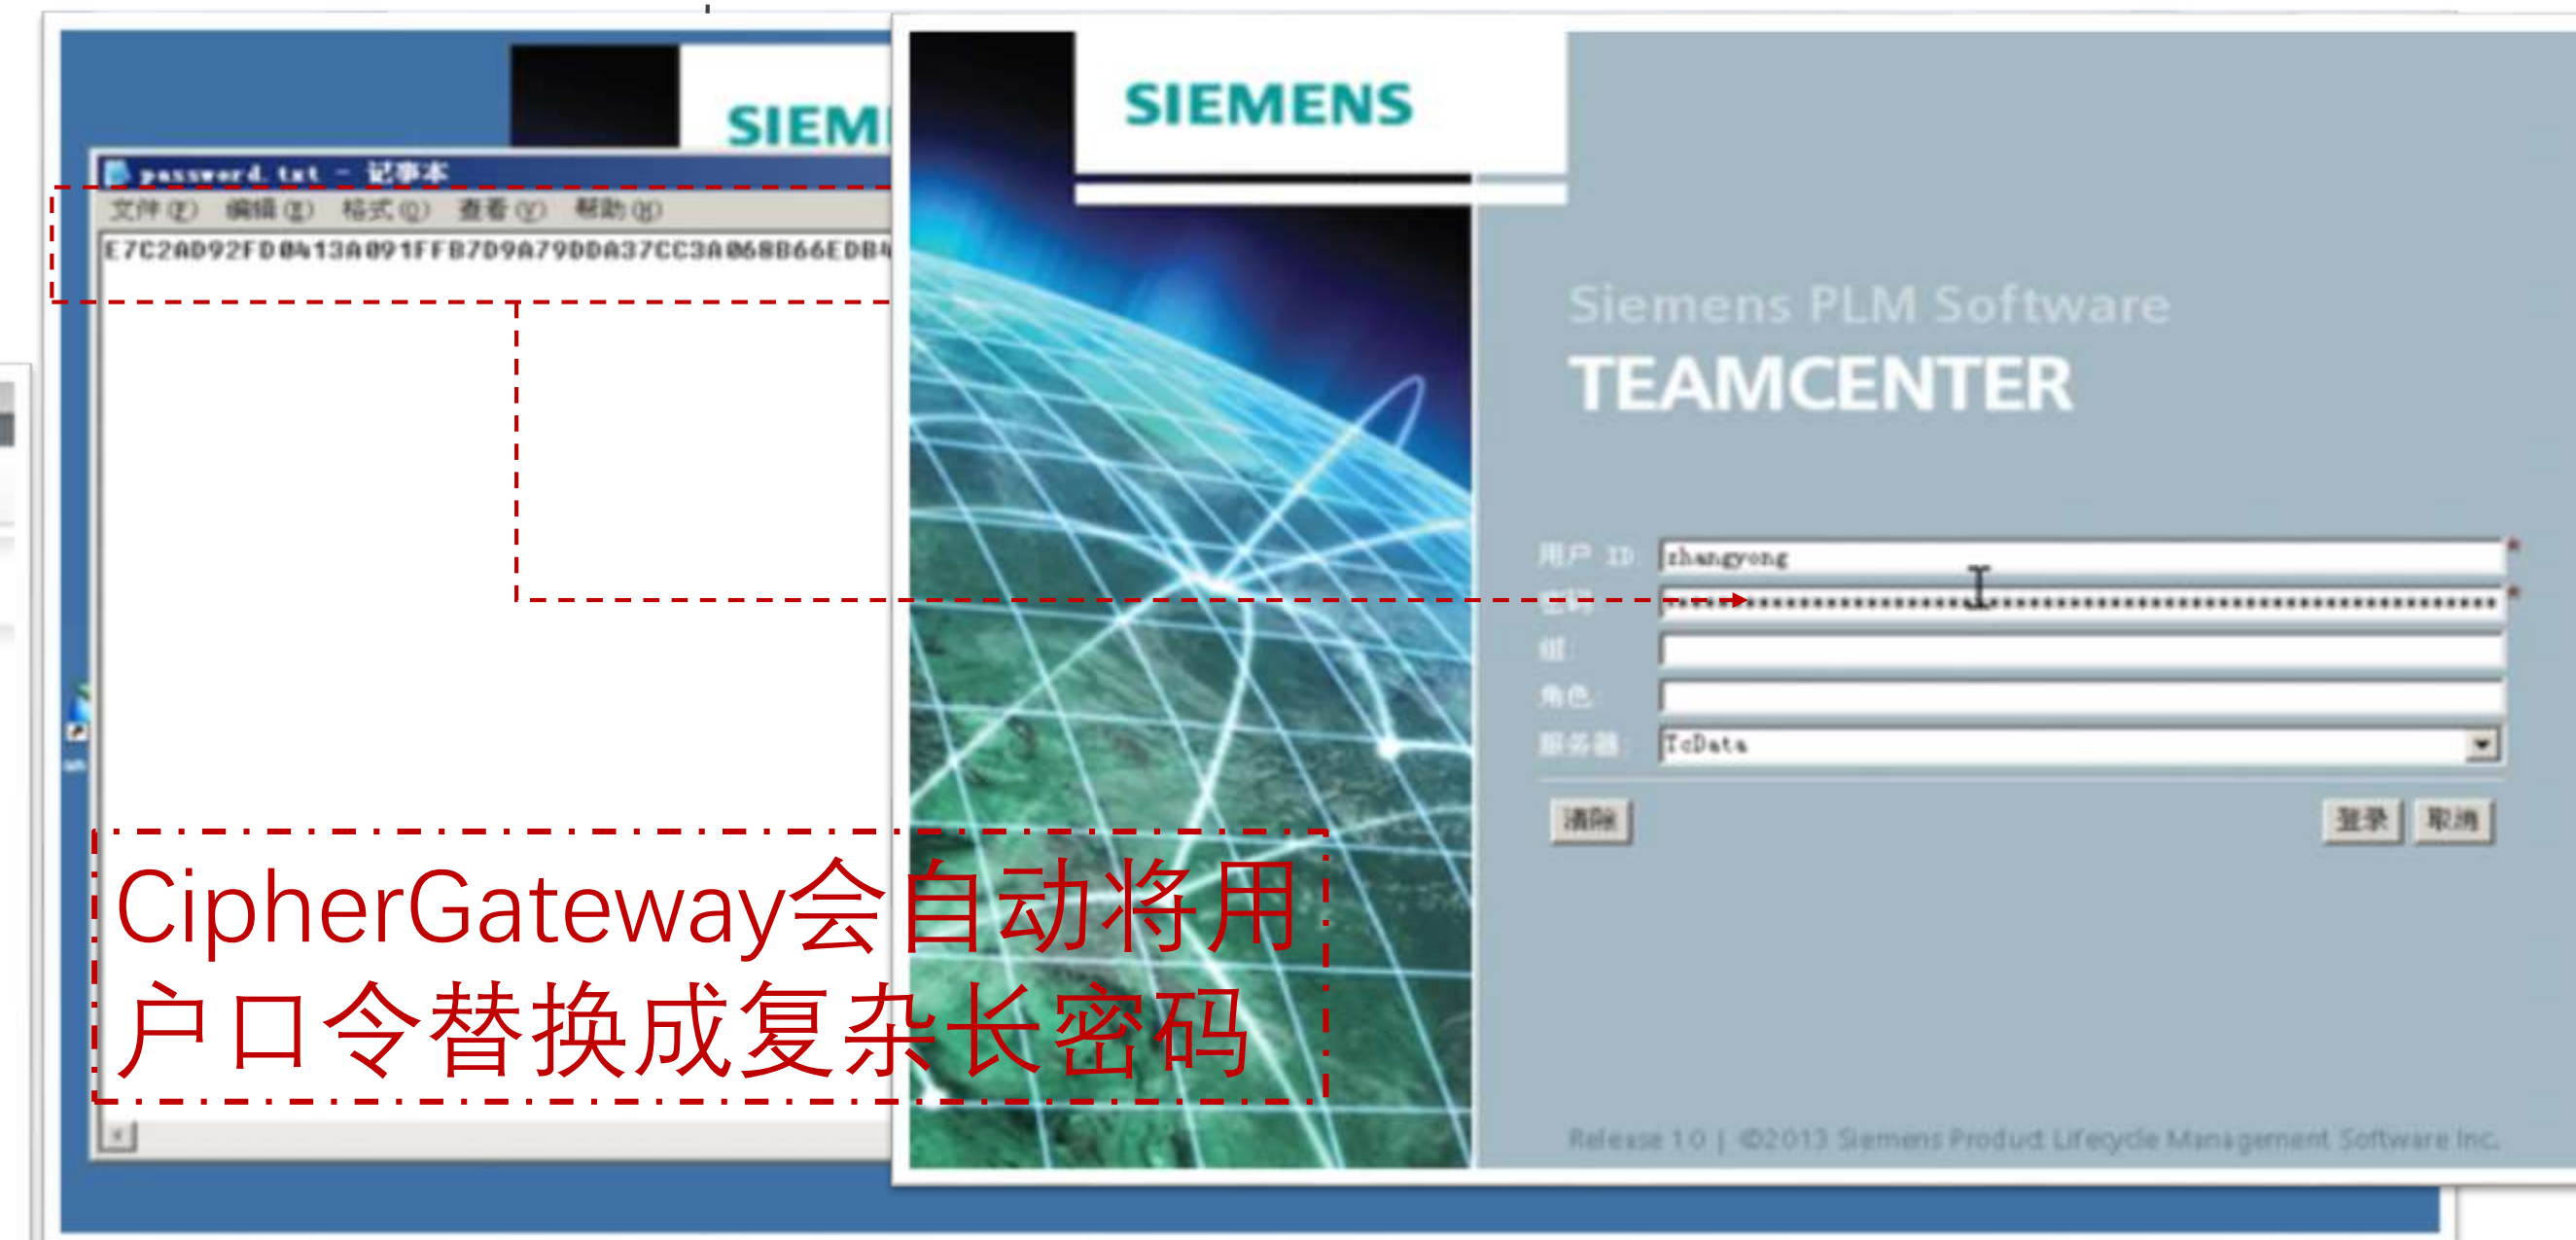 SIEM
password.txt - 记事本
文件(F) 编辑(E) 格式(O) 查看(V) 帮助(H)
E7C2AD92FD0413A091FFB7D9A79DDA37CC3A068B66EDB4
SIEMENS
Siemens PLM Software
TEAMCENTER
用户 ID: zhangyong
密码:
组:
角色:
服务器: TcData
清除 登录 取消
CipherGateway会自动将用
户口令替换成复杂长密码
Release 10 | ©2013 Siemens Product Lifecycle Management Software Inc.